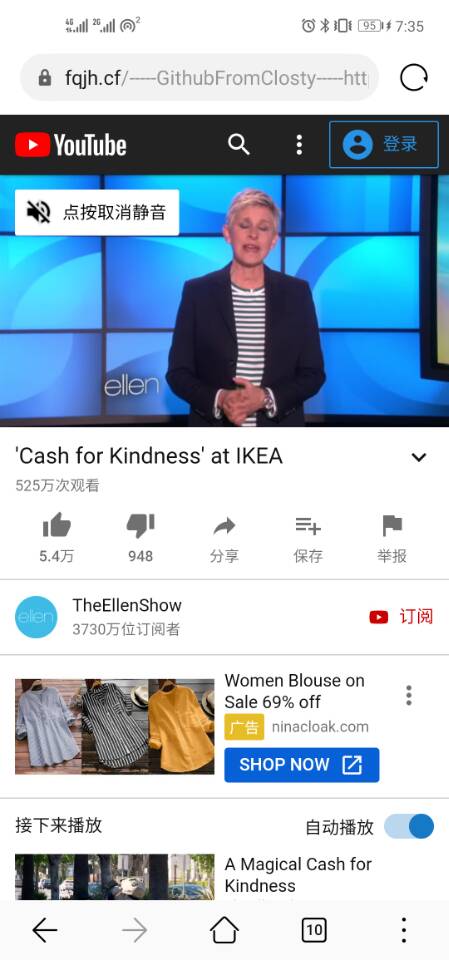 4G 2G 2 95 7:35
fqjh.cf/-----GithubFromClosty-----http
YouTube 登录
点按取消静音
ellen
'Cash for Kindness' at IKEA
525万次观看
5.4万 948 分享 保存 举报
ellen TheEllenShow 订阅
3730万位订阅者
Women Blouse on
Sale 69% off
广告 ninacloak.com
SHOP NOW
接下来播放 自动播放
A Magical Cash for
Kindness
10